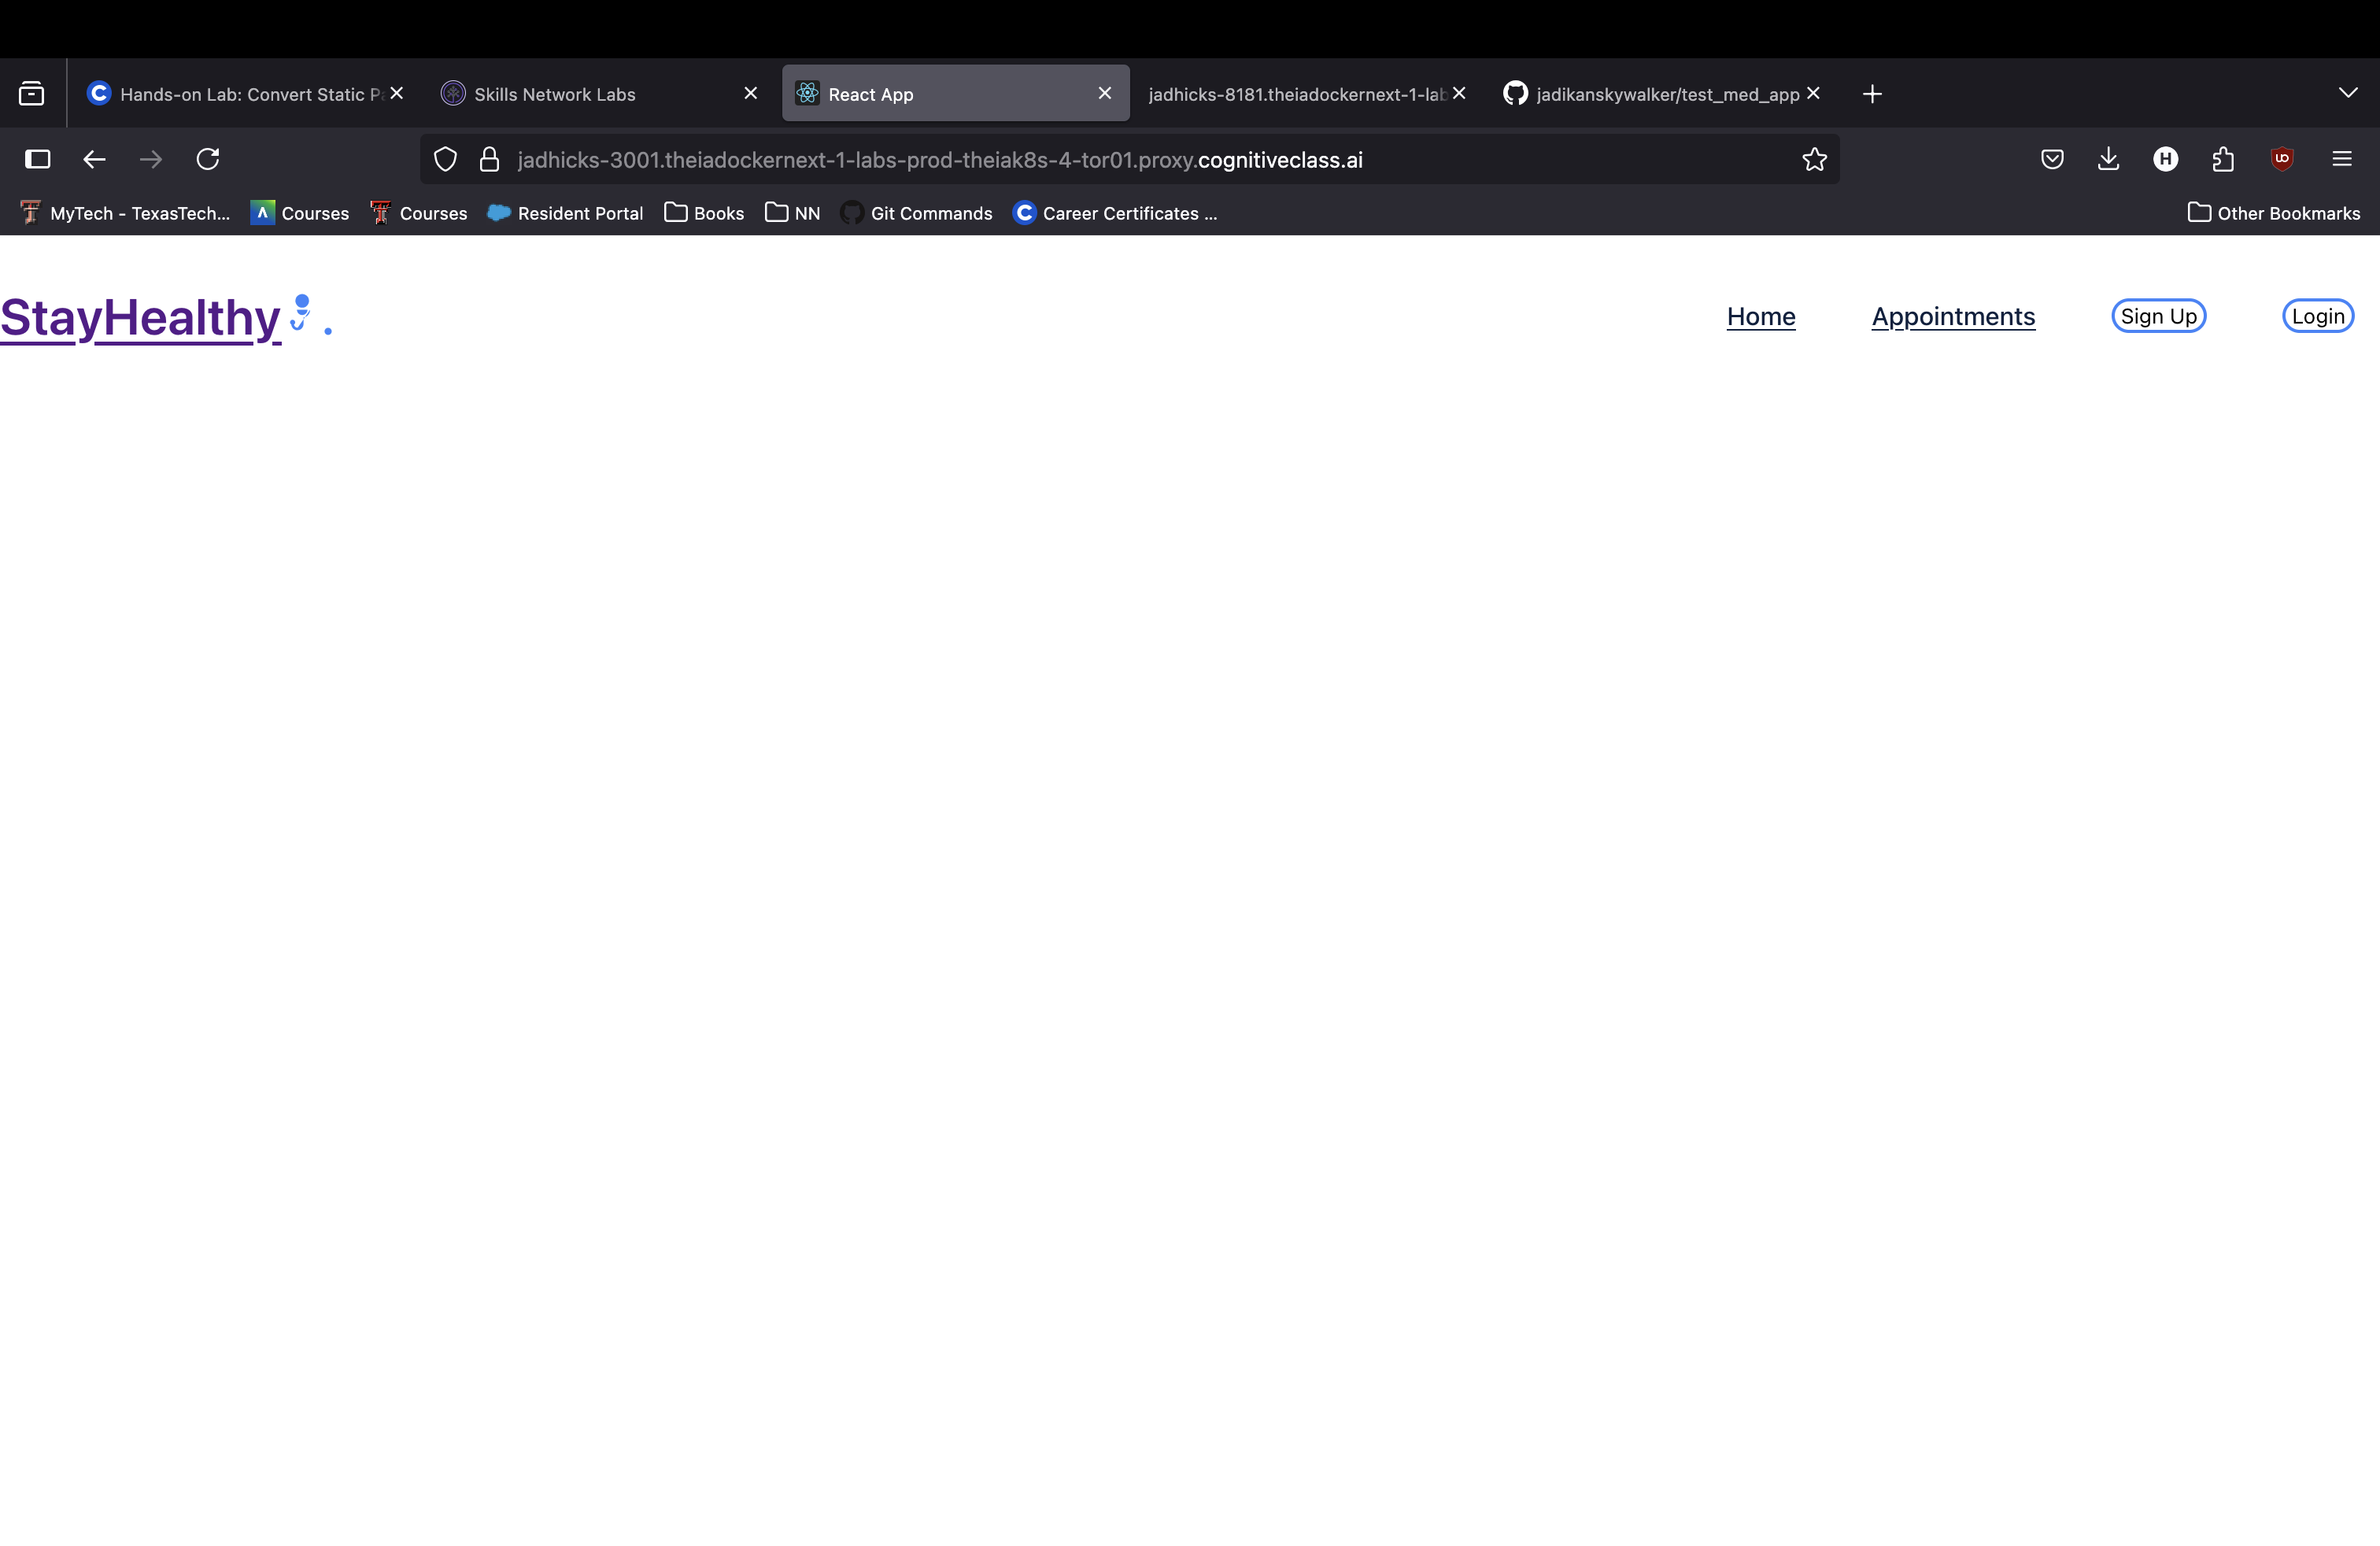 Hands-on Lab: Convert Static Pa
Skills Network Labs
React App
jadhicks-8181.theiadockernext-1-lab
jadikanskywalker/test_med_app
jadhicks-3001.theiadockernext-1-labs-prod-theiak8s-4-tor01.proxy.cognitiveclass.ai
MyTech - TexasTech... Courses Courses Resident Portal Books NN Git Commands Career Certificates ... Other Bookmarks
StayHealthy . Home Appointments Sign Up Login